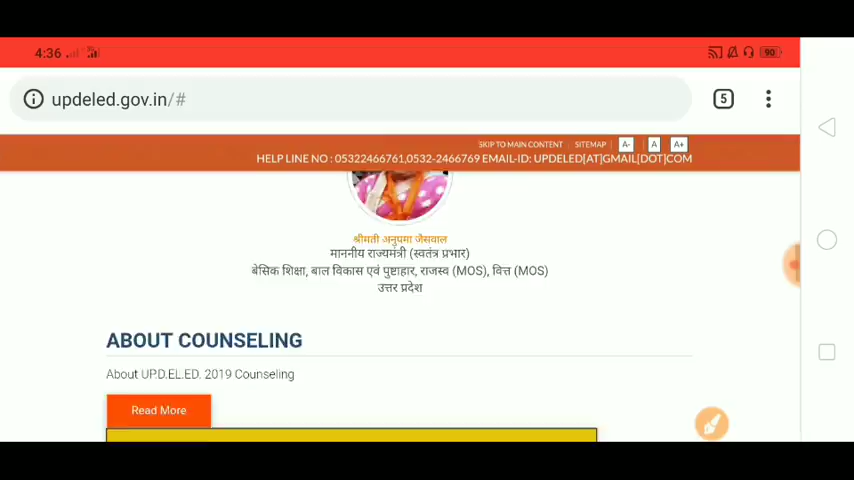 4:36
90
updeled.gov.in/#
5
SKIP TO MAIN CONTENT SITEMAP A- A A+
HELP LINE NO : 05322466761,0532-2466769 EMAIL-ID: UPDELED[AT]GMAIL[DOT]COM
श्रीमती अनुपमा जैसवाल
माननीय राज्यमंत्री (स्वतंत्र प्रभार)
बेसिक शिक्षा, बाल विकास एवं पुष्टाहार, राजस्व (MOS), वित्त (MOS)
उत्तर प्रदेश
ABOUT COUNSELING
About UP.D.EL.ED. 2019 Counseling
Read More